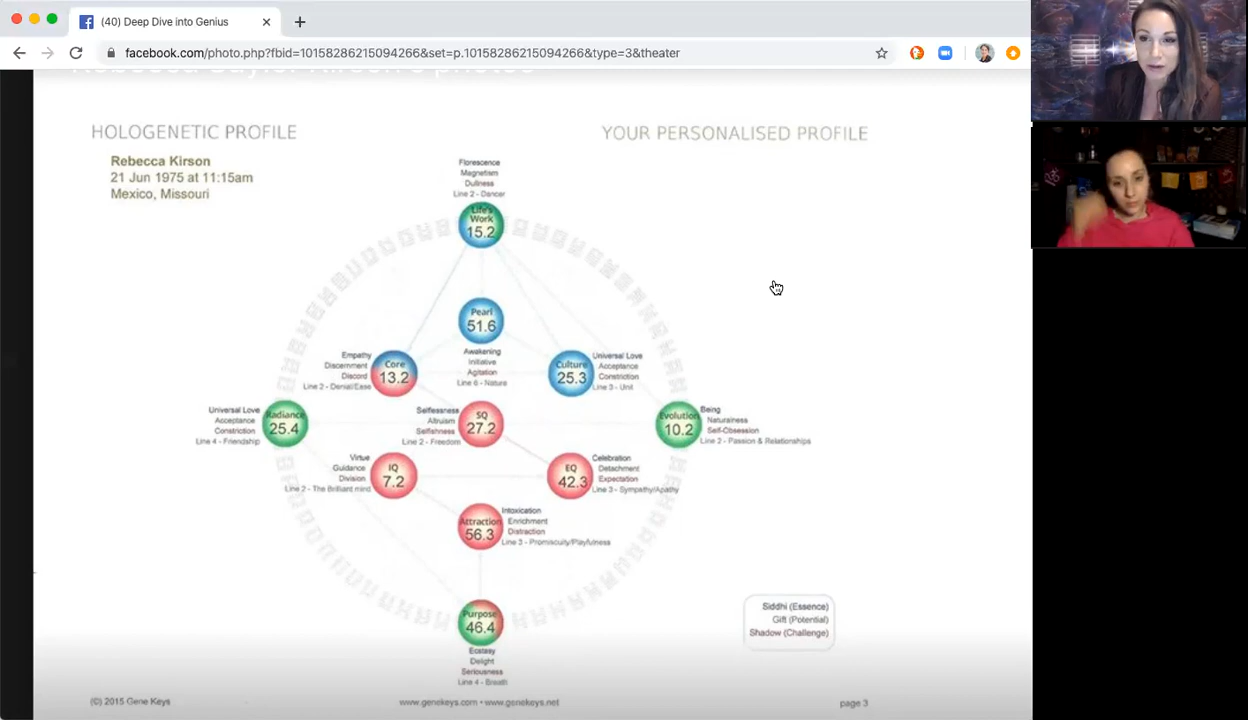 (40) Deep Dive into Genius
facebook.com/photo.php?fbid=10158286215094266&set=p.10158286215094266&type=3&theater
HOLOGENETIC PROFILE
YOUR PERSONALISED PROFILE
Rebecca Kirson
21 Jun 1975 at 11:15am
Mexico, Missouri
Florescence
Magnetism
Dullness
Line 2 - Dancer
Life's
Work
15.2
Pearl
51.6
Awakening
Initiative
Agitation
Line 6 - Nature
Empathy
Discernment
Discord
Line 2 - Denial/Ease
Core
13.2
Culture
25.3
Universal Love
Acceptance
Constriction
Line 3 - Unit
Universal Love
Acceptance
Constriction
Line 4 - Friendship
Radiance
25.4
Selflessness
Altruism
Selfishness
Line 2 - Freedom
SQ
27.2
Evolution
10.2
Being
Naturalness
Self-Obsession
Line 2 - Passion & Relationships
Virtue
Guidance
Division
Line 2 - The Brilliant mind
IQ
7.2
EQ
42.3
Celebration
Detachment
Expectation
Line 3 - Sympathy/Apathy
Attraction
56.3
Intoxication
Enrichment
Distraction
Line 3 - Promiscuity/Playfulness
Purpose
46.4
Ecstasy
Delight
Seriousness
Line 4 - Breath
Siddhi (Essence)
Gift (Potential)
Shadow (Challenge)
(C) 2015 Gene Keys
www.genekeys.com • www.genekeys.net
page 3